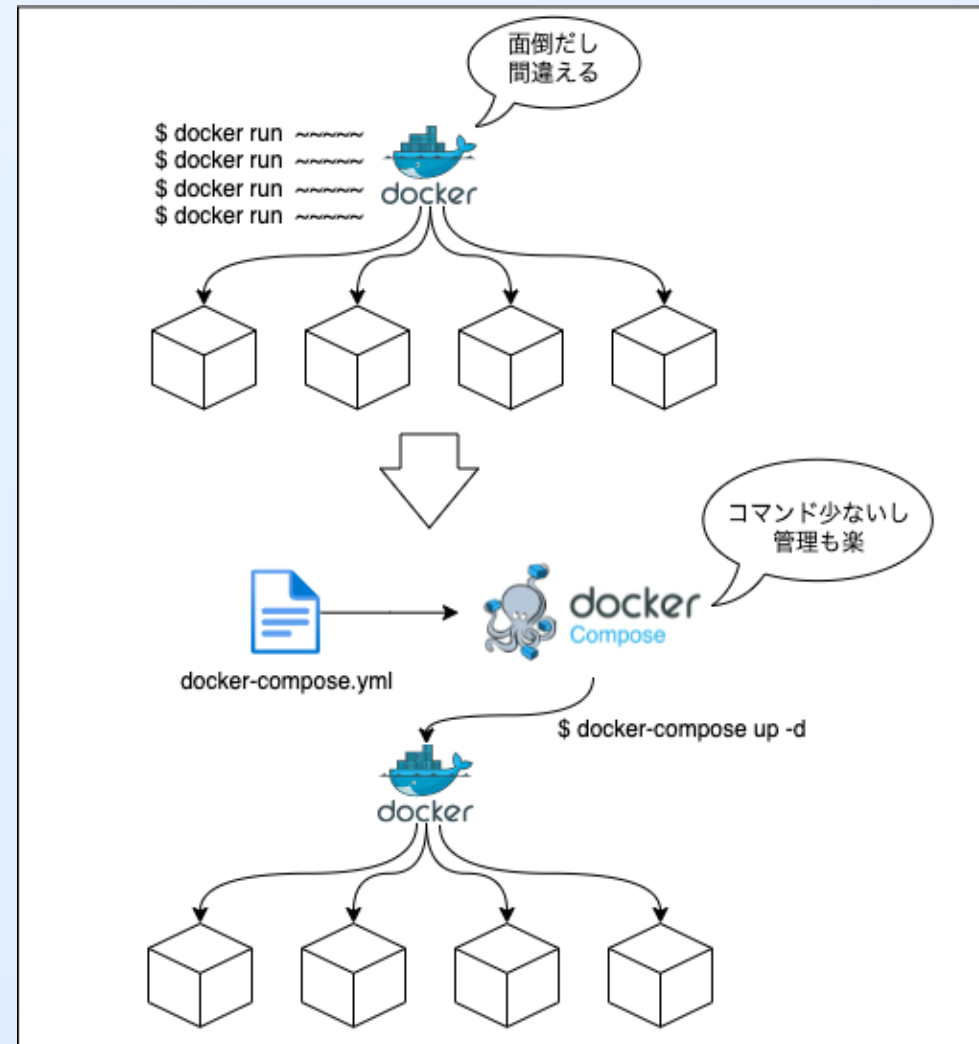 面倒だし
間違える
$ docker run ~~~~~
$ docker run ~~~~~
$ docker run ~~~~~
$ docker run ~~~~~
docker
コマンド少ないし
管理も楽
docker
Compose
docker-compose.yml
$ docker-compose up -d
docker